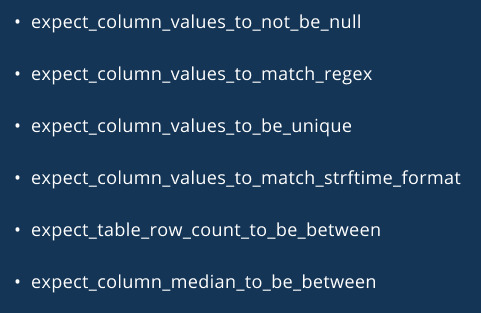 • expect_column_values_to_not_be_null
• expect_column_values_to_match_regex
• expect_column_values_to_be_unique
• expect_column_values_to_match_strftime_format
• expect_table_row_count_to_be_between
• expect_column_median_to_be_between